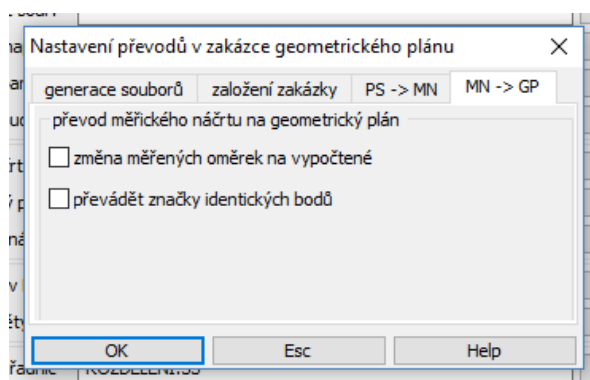 Nastavení převodů v zakázce geometrického plánu
generace souborů založení zakázky PS -> MN MN -> GP
převod měřického náčrtu na geometrický plán
změna měřených oměrek na vypočtené
převádět značky identických bodů
OK Esc Help